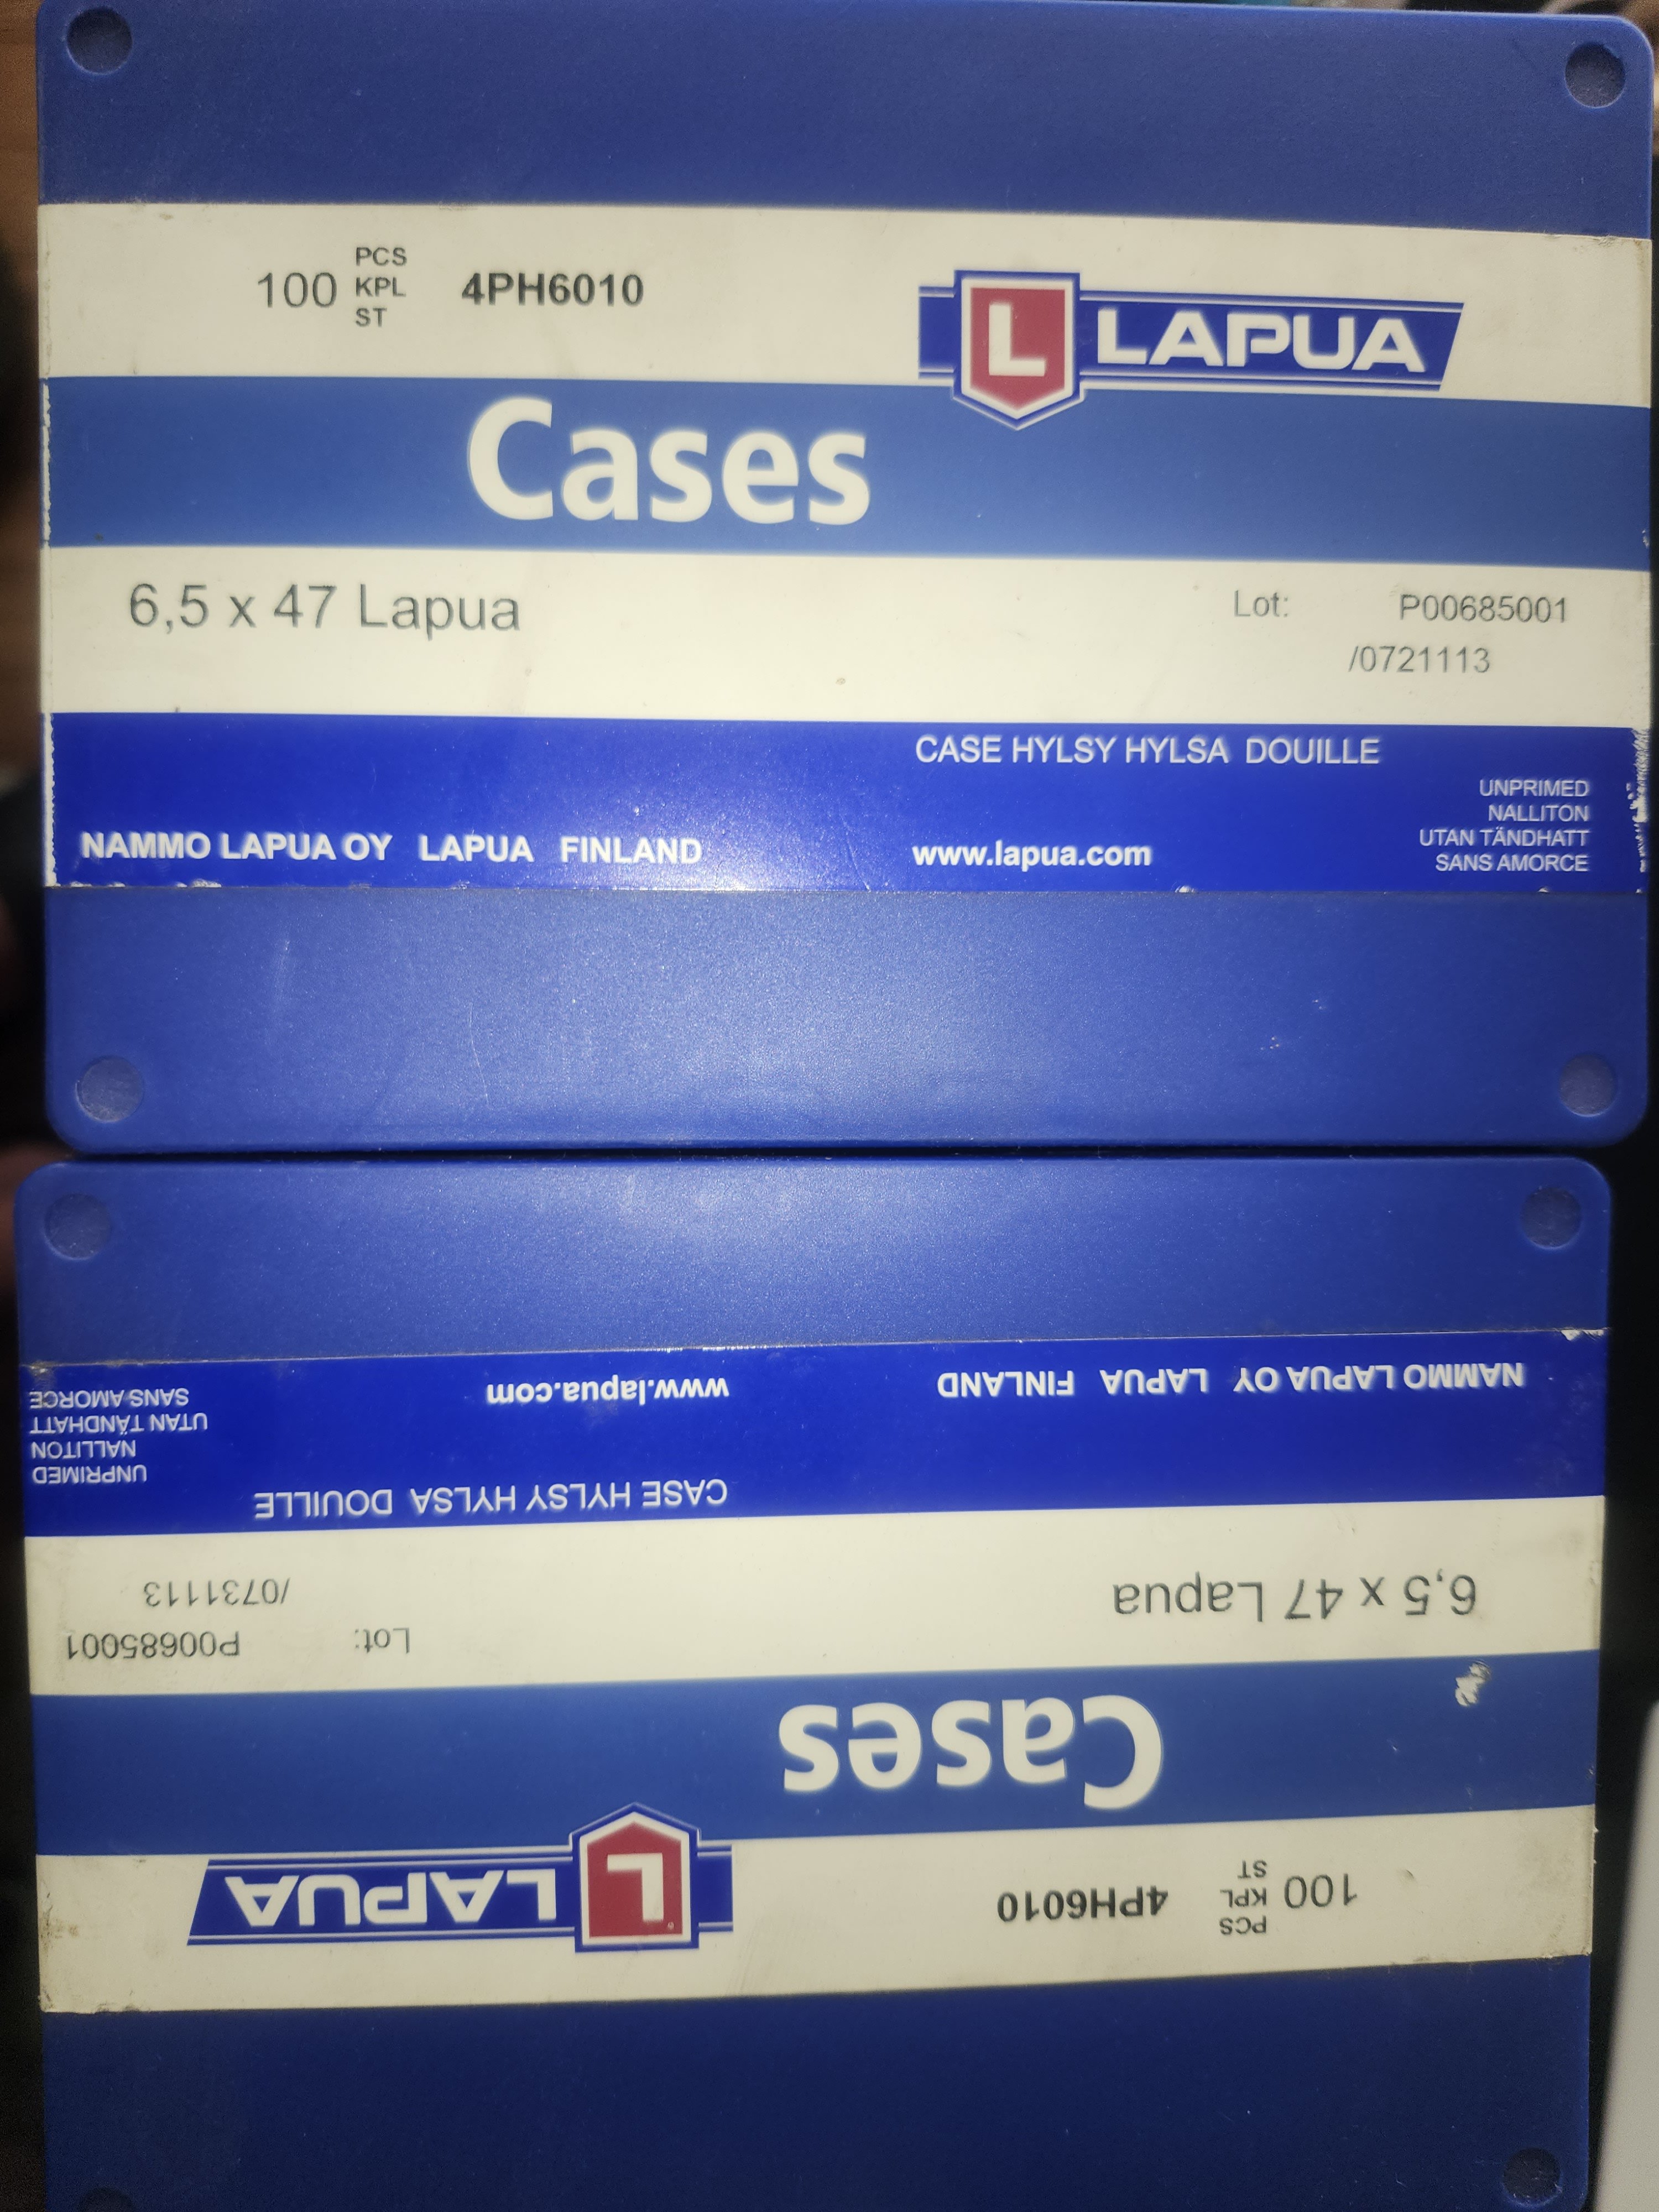 100 PCS
KPL
ST
4PH6010
L LAPUA
Cases
6,5 x 47 Lapua
Lot: P00685001
/0721113
CASE HYLSY HYLSA DOUILLE
UNPRIMED
NALLITON
UTAN TÄNDHATT
SANS AMORCE
NAMMO LAPUA OY LAPUA FINLAND
www.lapua.com
100 PCS
KPL
ST
4PH6010
L LAPUA
Cases
6,5 x 47 Lapua
Lot: P00685001
/0731113
CASE HYLSY HYLSA DOUILLE
UNPRIMED
NALLITON
UTAN TÄNDHATT
SANS AMORCE
NAMMO LAPUA OY LAPUA FINLAND
www.lapua.com